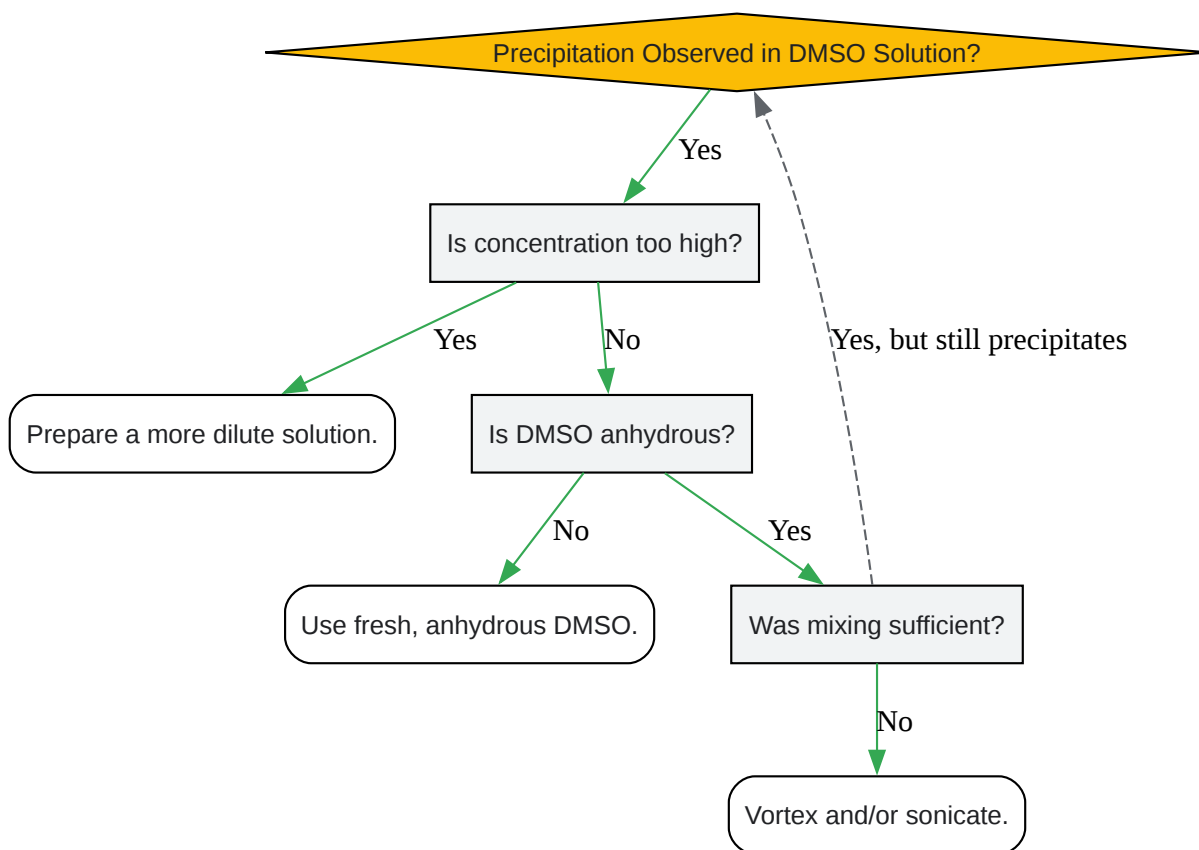 Precipitation Observed in DMSO Solution?
Yes
Is concentration too high?
Yes
No
Yes, but still precipitates
Prepare a more dilute solution.
Is DMSO anhydrous?
No
Yes
Use fresh, anhydrous DMSO.
Was mixing sufficient?
No
Vortex and/or sonicate.